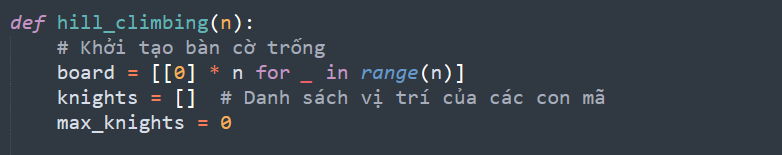 def hill_climbing(n):
    # Khởi tạo bàn cờ trống
    board = [[0] * n for _ in range(n)]
    knights = []  # Danh sách vị trí của các con mã
    max_knights = 0